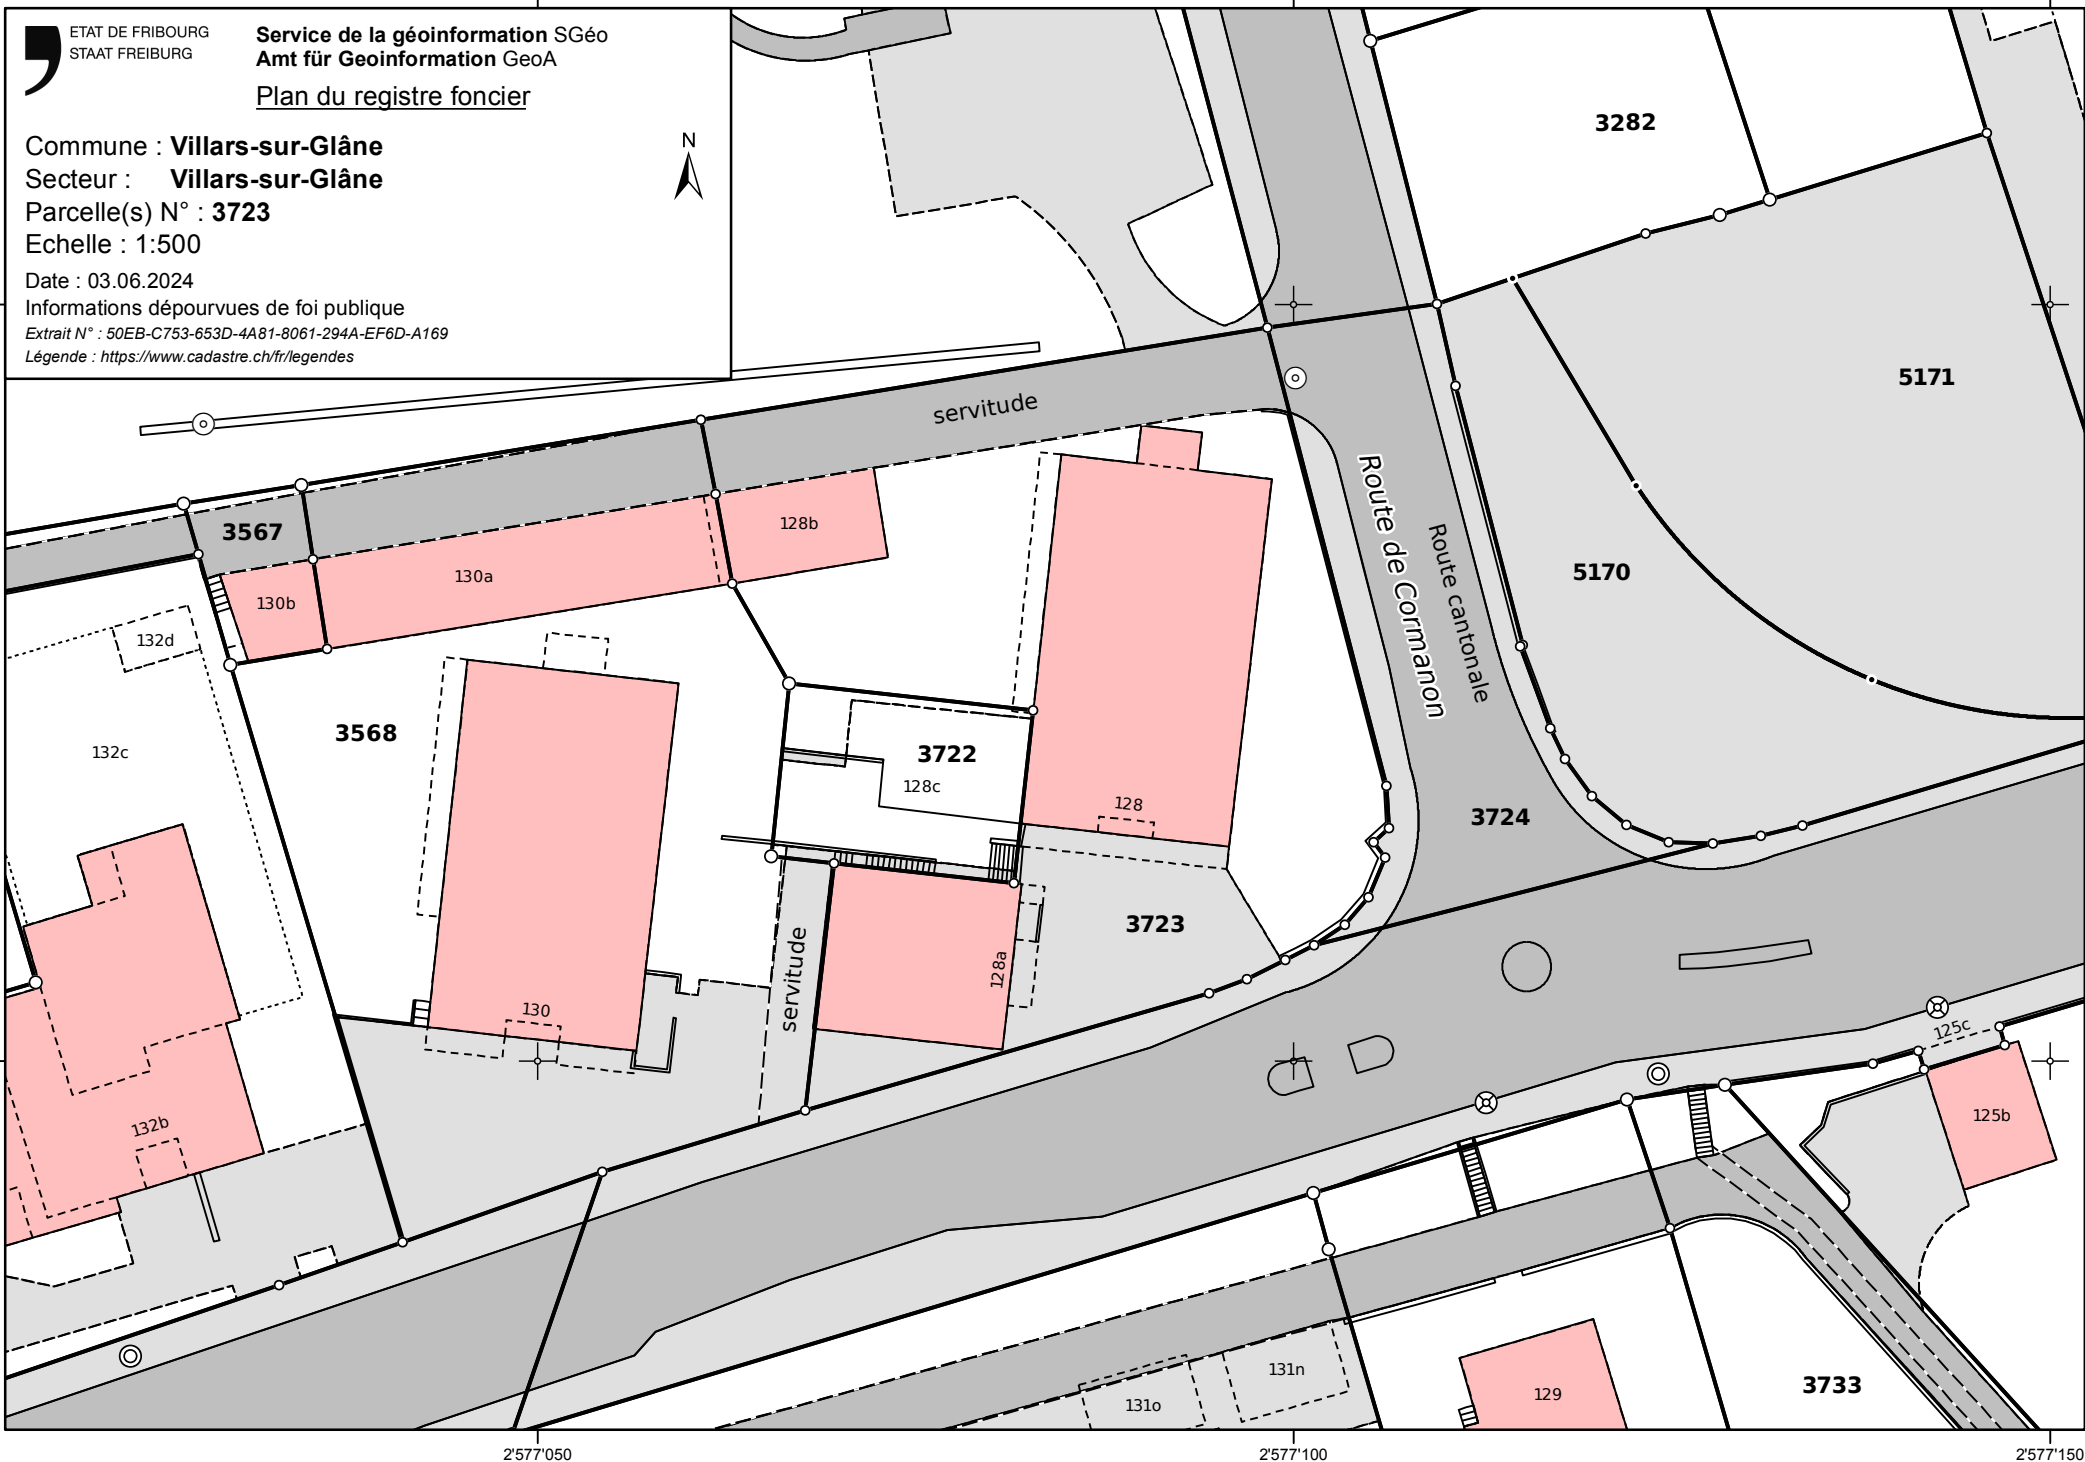 ETAT DE FRIBOURG
STAAT FREIBURG
Service de la géoinformation SGéo
Amt für Geoinformation GeoA
Plan du registre foncier
Commune : Villars-sur-Glâne
Secteur : Villars-sur-Glâne
Parcelle(s) N° : 3723
Echelle : 1:500
Date : 03.06.2024
Informations dépourvues de foi publique
Extrait N° : 50EB-C753-653D-4A81-8061-294A-EF6D-A169
Légende : https://www.cadastre.ch/fr/legendes
N
3282
5171
servitude
3567
128b
130a
130b
5170
Route de Cormanon
Route cantonale
132d
3568
132c
3722
128c
128
3724
3723
128a
servitude
130
125c
125b
132b
131n
131o
129
3733
2'577'050
2'577'100
2'577'150